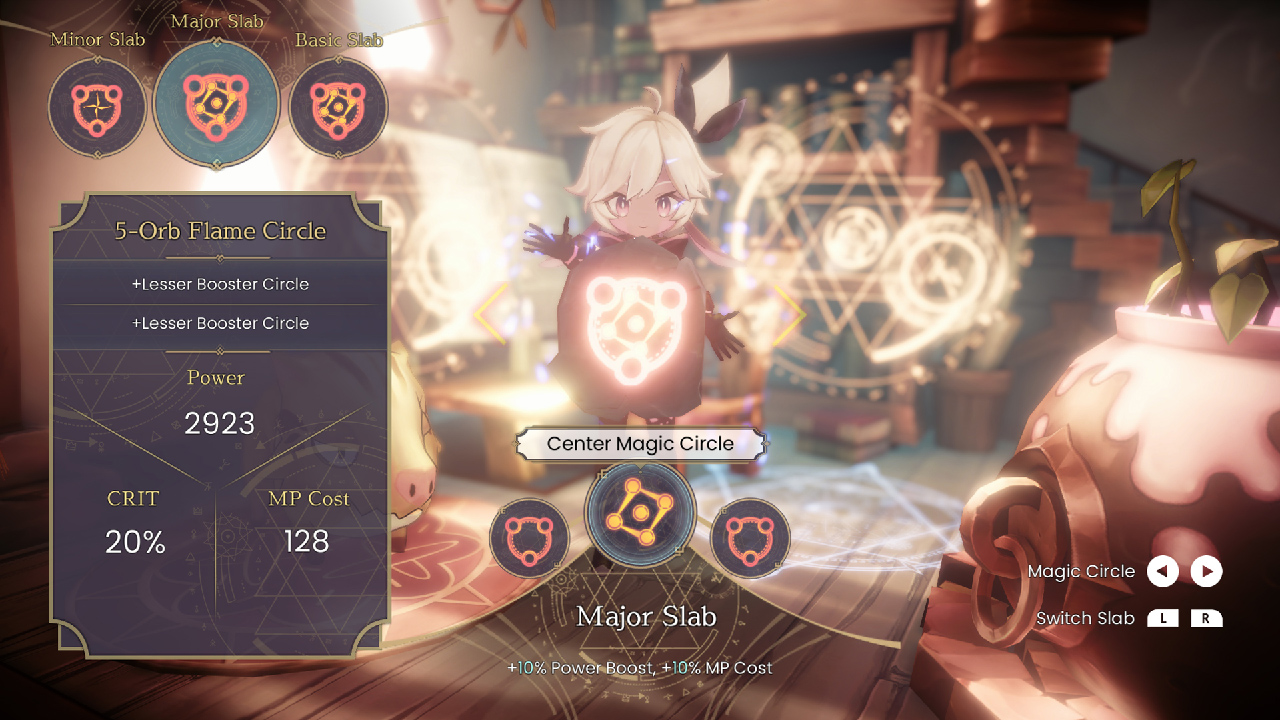 Minor Slab
Major Slab
Basic Slab
5-Orb Flame Circle
+Lesser Booster Circle
+Lesser Booster Circle
Power
2923
CRIT
MP Cost
20%
128
Center Magic Circle
Major Slab
+10% Power Boost, +10% MP Cost
Magic Circle
Switch Slab L R